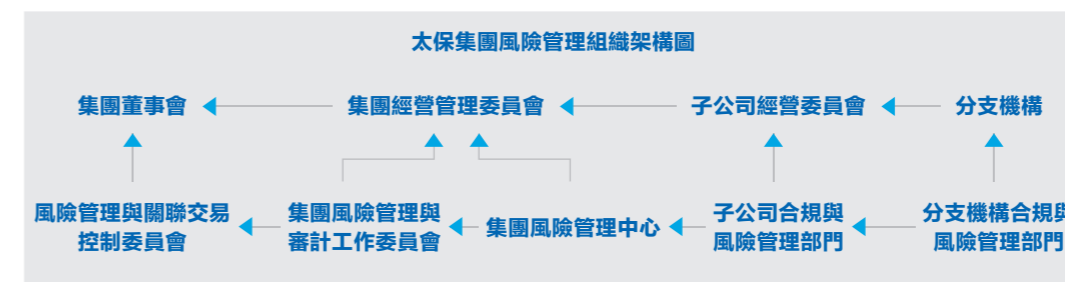 太保集團風險管理組織架構圖
集團董事會
集團經營管理委員會
子公司經營委員會
分支機構
風險管理與關聯交易
控制委員會
集團風險管理與
審計工作委員會
集團風險管理中心
子公司合規與
風險管理部門
分支機構合規與
風險管理部門